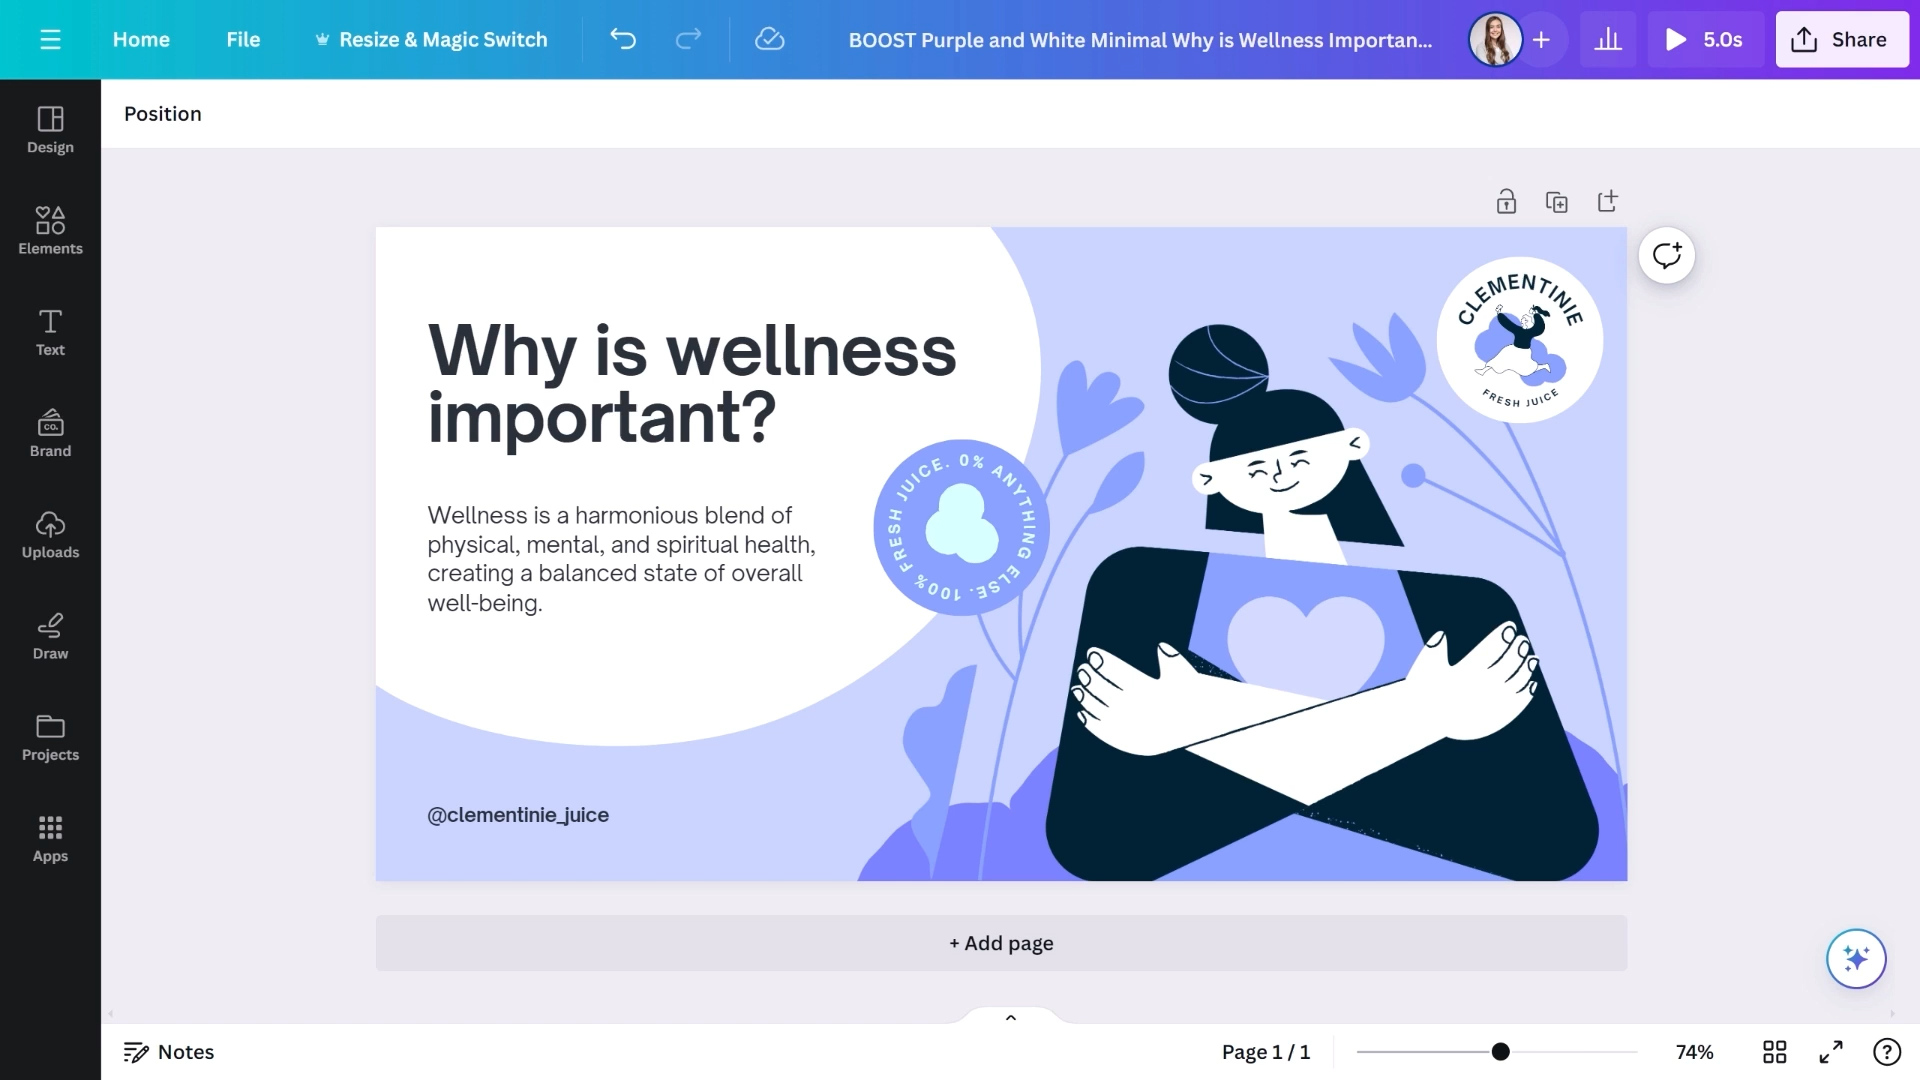 Home
File
Resize & Magic Switch
BOOST Purple and White Minimal Why is Wellness Importan...
5.0s
Share
Position
Design
Elements
Text
Brand
CO.
Uploads
Draw
Projects
Apps
Why is wellness
important?
Wellness is a harmonious blend of
physical, mental, and spiritual health,
creating a balanced state of overall
well-being.
@clementinie_juice
100% FRESH JUICE. 0% ANYTHING ELSE.
CLEMENTINIE
FRESH JUICE
+ Add page
Notes
Page 1 / 1
74%